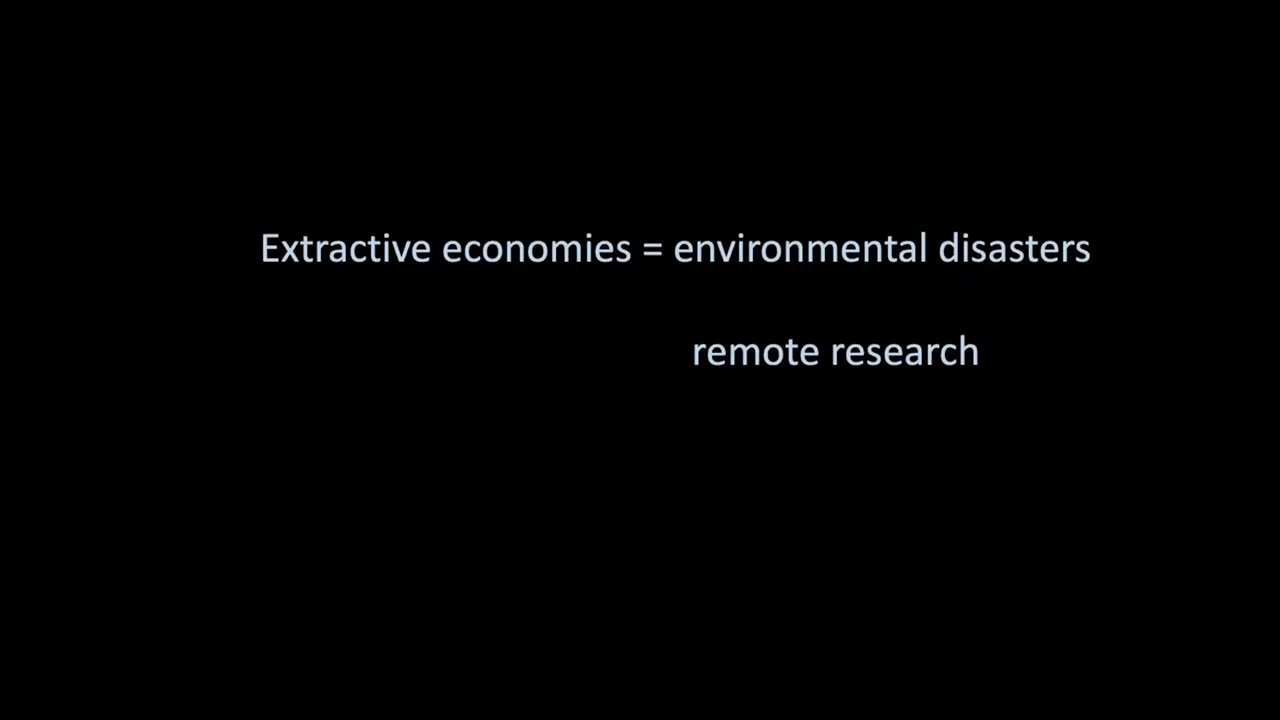 Extractive economies = environmental disasters
remote research